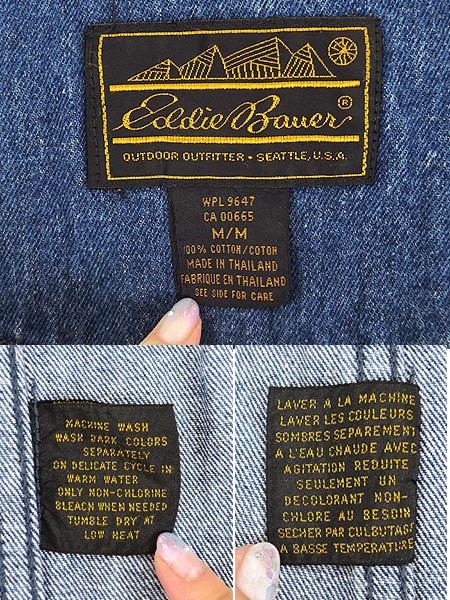 Eddie Bauer®
OUTDOOR OUTFITTER • SEATTLE, U.S.A.
WPL 9647
CA 00665
M/M
100% COTTON/COTON
MADE IN THAILAND
FABRIQUE EN THAILAND
SEE SIDE FOR CARE
MACHINE WASH
WASH DARK COLORS
SEPARATELY
ON DELICATE CYCLE IN
WARM WATER
ONLY NON-CHLORINE
BLEACH WHEN NEEDED
TUMBLE DRY AT
LOW HEAT
LAVER A LA MACHINE
LAVER LES COULEURS
SOMBRES SEPAREMENT
A L'EAU CHAUDE AVEC
AGITATION REDUITE
SEULEMENT UN
DECOLORANT NON-
CHLORE AU BESOIN
SECHER PAR CULBUTAGE
A BASSE TEMPERATURE